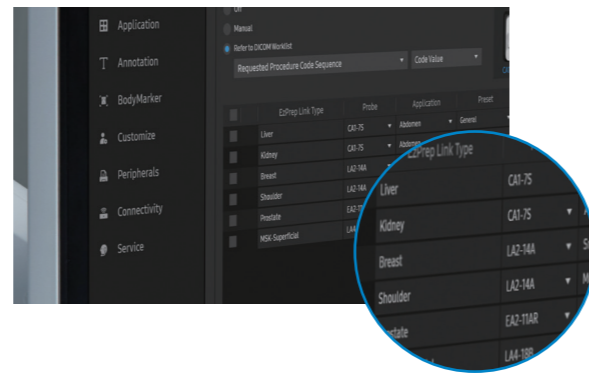 Application
Annotation
BodyMarker
Customize
Peripherals
Connectivity
Service
Off
Manual
Refer to DICOM Worklist
Requested Procedure Code Sequence
Code Value
EzPrep Link Type Probe Application Preset
Liver CA1-7S Abdomen General
Kidney CA1-7S Abdomen
Breast LA2-14A
Shoulder LA2-14A
Prostate
MSK-Superficial
EzPrep Link Type
Liver CA1-7S
Kidney CA1-7S
Breast LA2-14A
Shoulder LA2-14A
EA2-11AR
LA4-18B